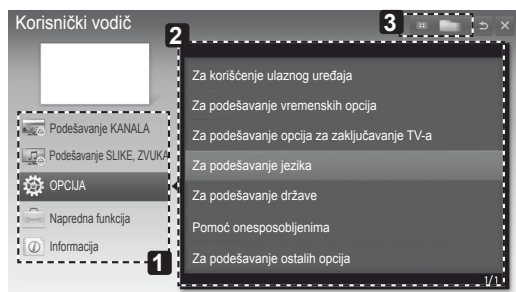 Korisnički vodič
2
3
Za korišćenje ulaznog uređaja
Za podešavanje vremenskih opcija
Za podešavanje opcija za zaključavanje TV-a
Za podešavanje jezika
Za podešavanje države
Pomoć onesposobljenima
Za podešavanje ostalih opcija
1/1
Podešavanje KANALA
Podešavanje SLIKE, ZVUKA
OPCIJA
Napredna funkcija
Informacija
1